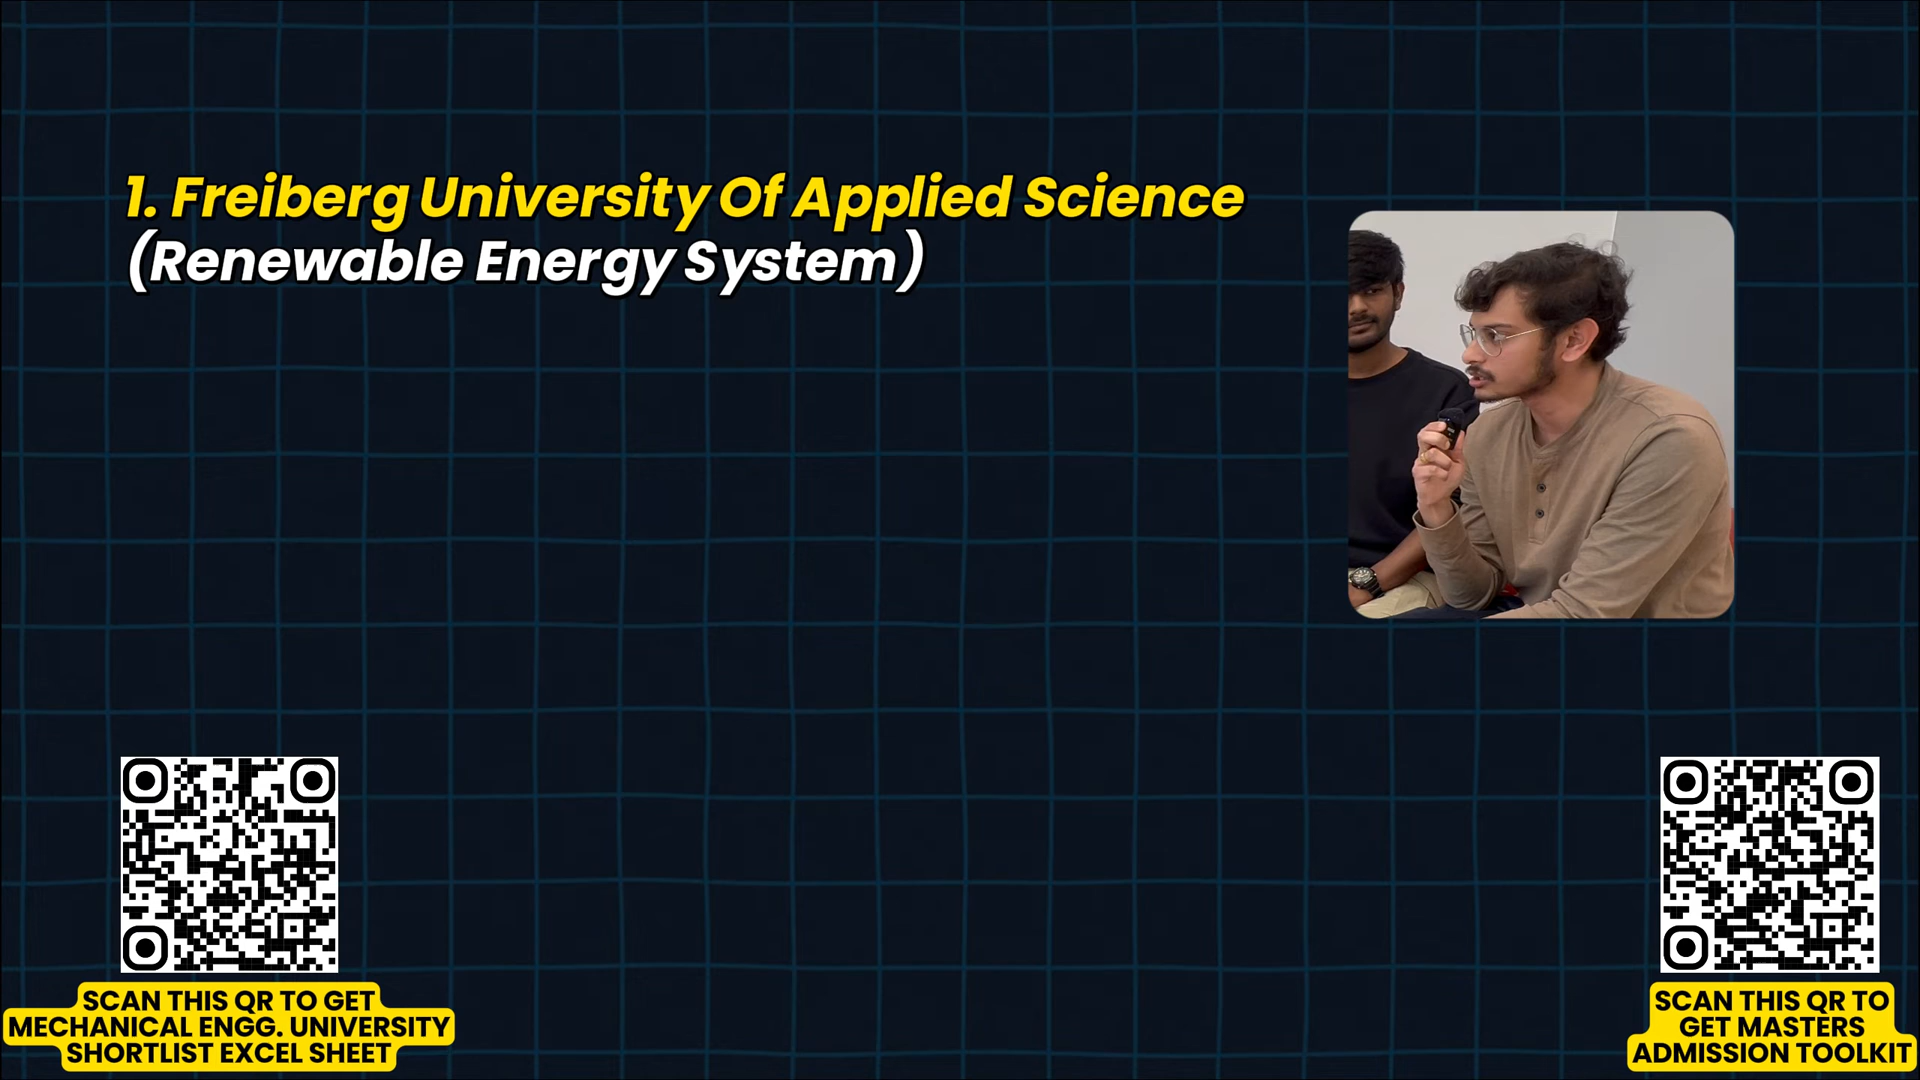 1. Freiberg University Of Applied Science
(Renewable Energy System)
SCAN THIS QR TO GET
MECHANICAL ENGG. UNIVERSITY
SHORTLIST EXCEL SHEET
SCAN THIS QR TO
GET MASTERS
ADMISSION TOOLKIT